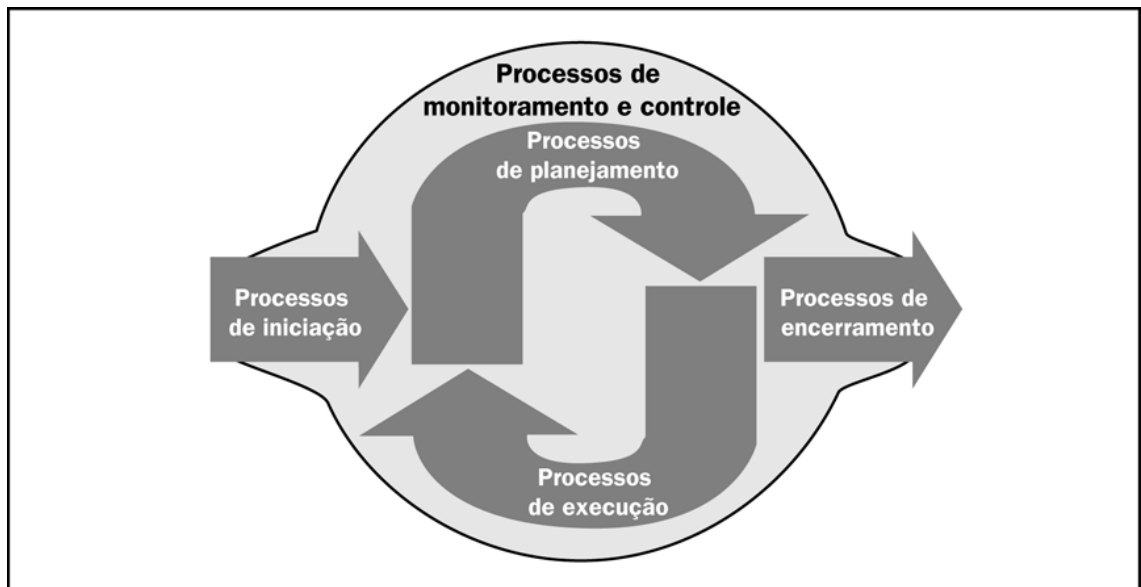 Processos de
monitoramento e controle
Processos
de planejamento
Processos
de iniciação
Processos de
encerramento
Processos
de execução